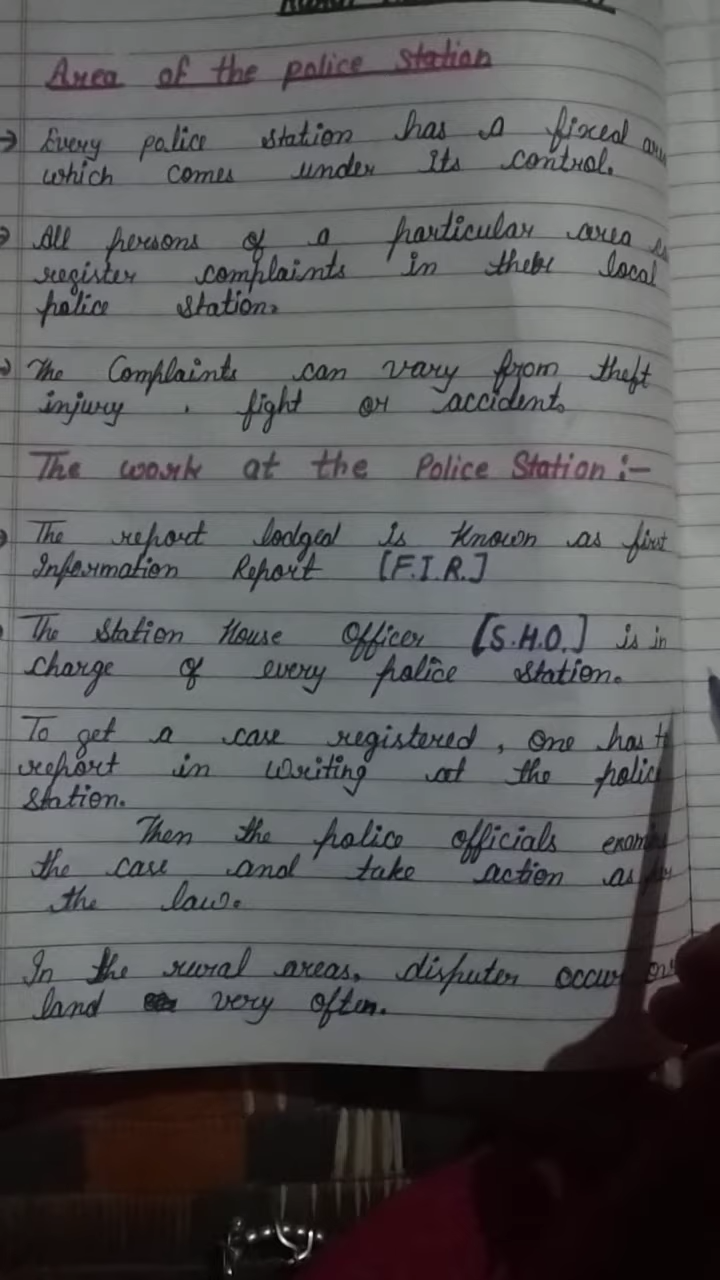 Area of the police station
→ Every police station has a fixed
which comes under its control.
All persons of a particular area
register complaints in their local
police station.
The Complaints can vary from theft
injury , fight or accident.
The work at the Police Station :-
The report lodged is known as first
Information Report [F.I.R.]
The Station House Officer [S.H.O.] is in
charge of every police station.
To get a case registered, one has
report in writing at the
station.
Then the police officials
the case and take action as
the law.
In the rural areas, disputes occur
land very often.